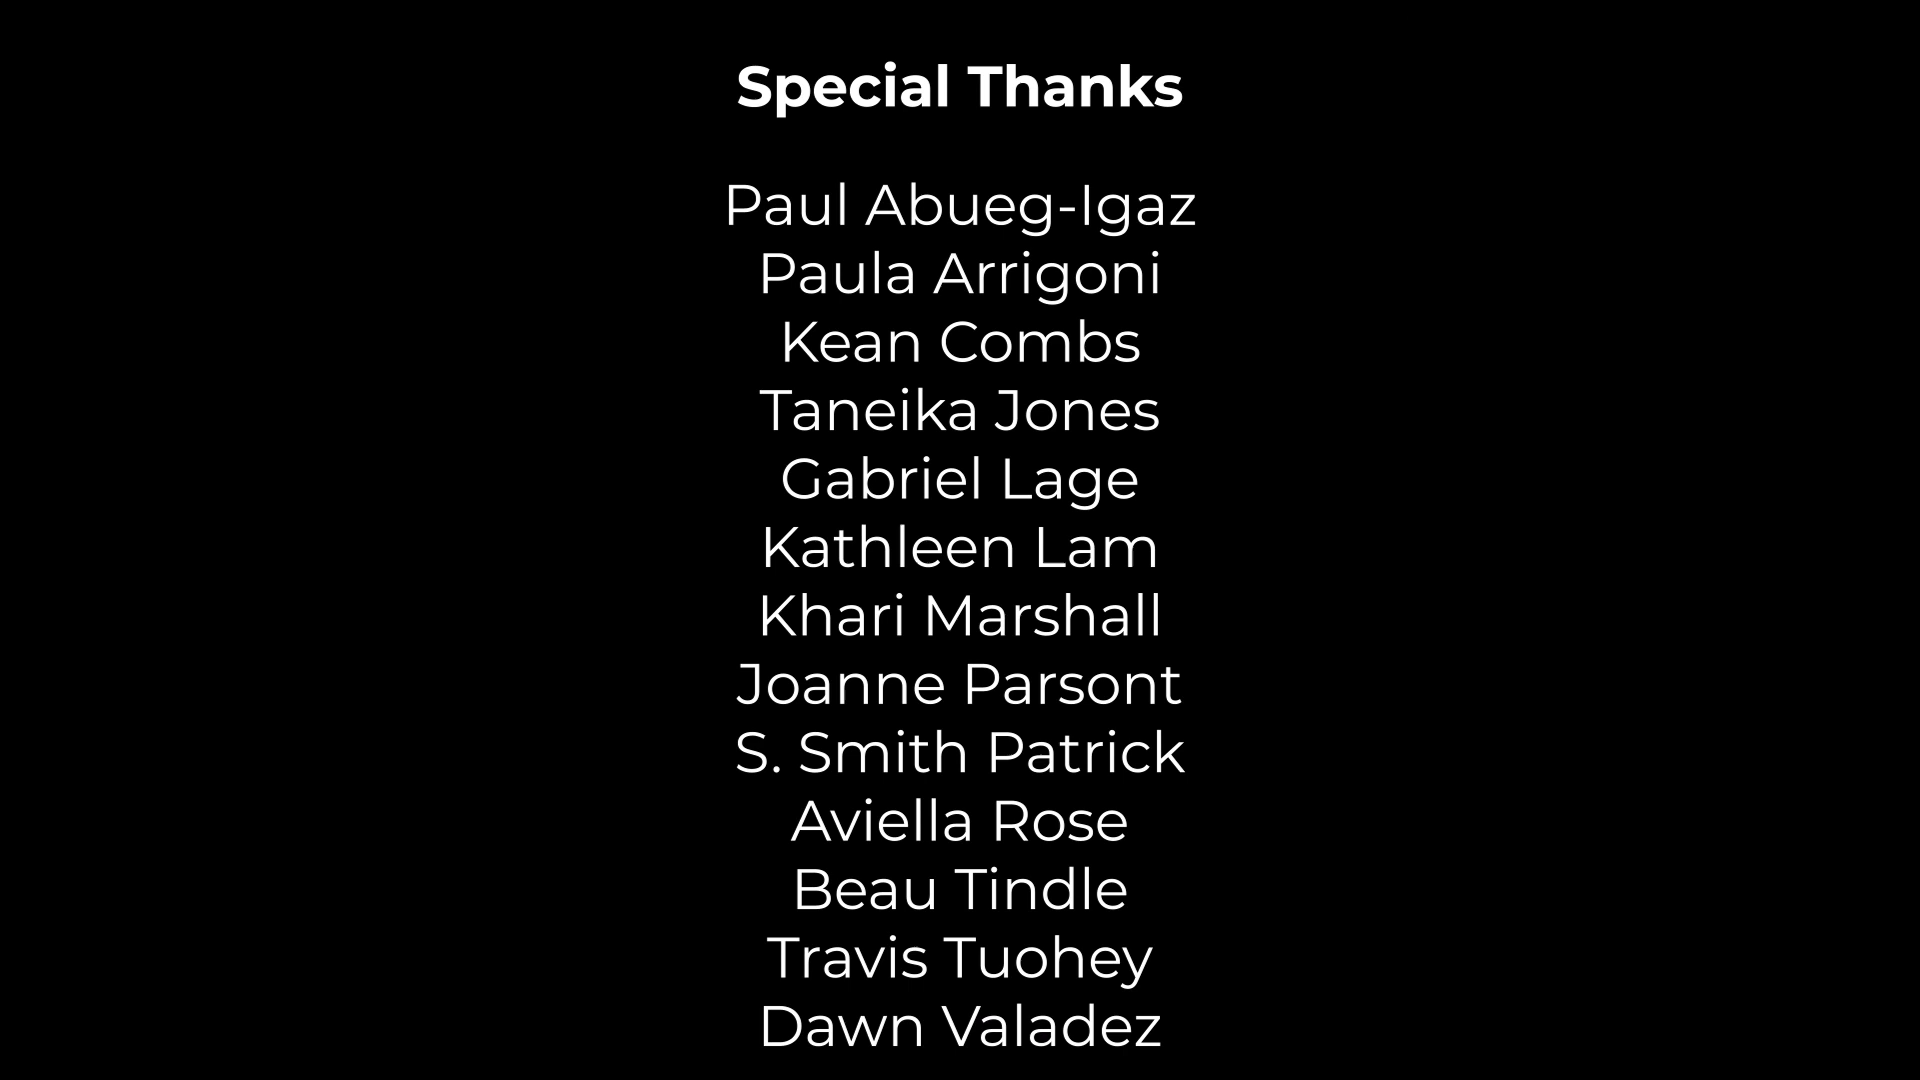 Special Thanks
Paul Abueg-Igaz
Paula Arrigoni
Kean Combs
Taneika Jones
Gabriel Lage
Kathleen Lam
Khari Marshall
Joanne Parsont
S. Smith Patrick
Aviella Rose
Beau Tindle
Travis Tuohey
Dawn Valadez